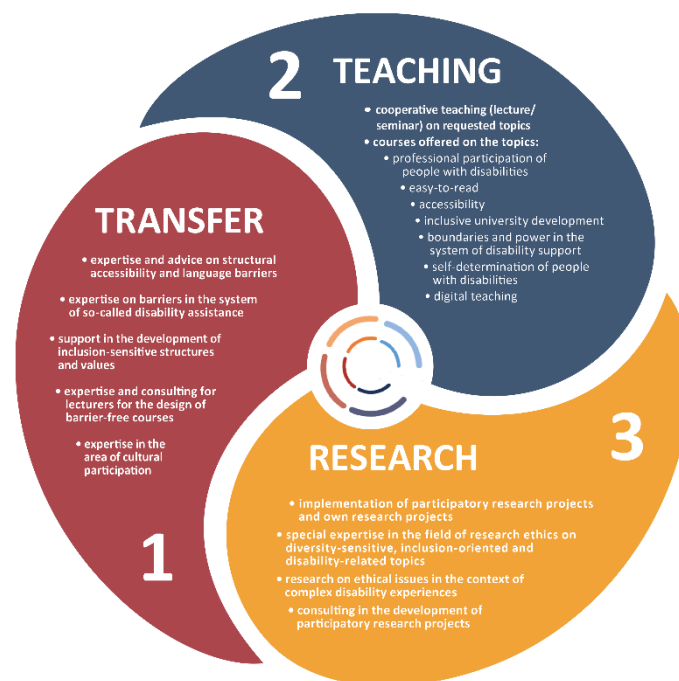 2 TEACHING
• cooperative teaching (lecture/
seminar) on requested topics
• courses offered on the topics:
• professional participation of
people with disabilities
• easy-to-read
• accessibility
• inclusive university development
• boundaries and power in the
system of disability support
• self-determination of people
with disabilities
• digital teaching
TRANSFER
• expertise and advice on structural
accessibility and language barriers
• expertise on barriers in the system
of so-called disability assistance
• support in the development of
inclusion-sensitive structures
and values
• expertise and consulting for
lecturers for the design of
barrier-free courses
• expertise in the
area of cultural
participation
1
3
RESEARCH
• implementation of participatory research projects
and own research projects
• special expertise in the field of research ethics on
diversity-sensitive, inclusion-oriented and
disability-related topics
• research on ethical issues in the context of
complex disability experiences
• consulting in the development of
participatory research projects